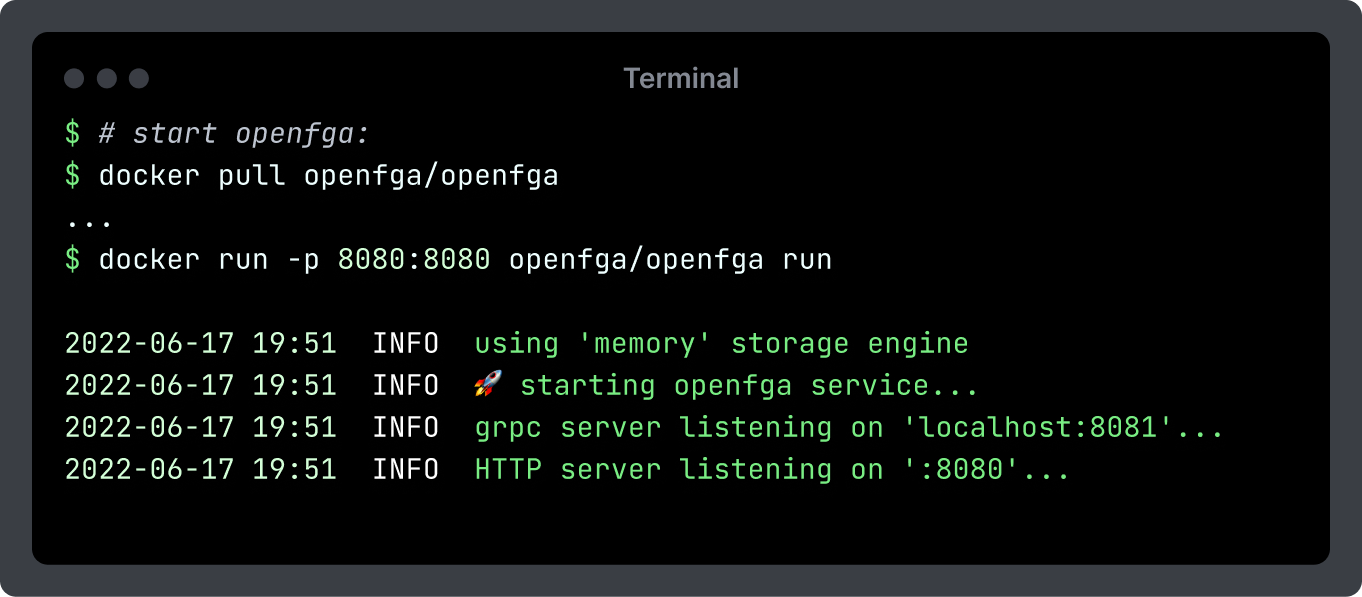 Terminal
$ # start openfga:
$ docker pull openfga/openfga
...
$ docker run -p 8080:8080 openfga/openfga run
2022-06-17 19:51 INFO using 'memory' storage engine
2022-06-17 19:51 INFO 🚀 starting openfga service...
2022-06-17 19:51 INFO grpc server listening on 'localhost:8081'...
2022-06-17 19:51 INFO HTTP server listening on ':8080'...